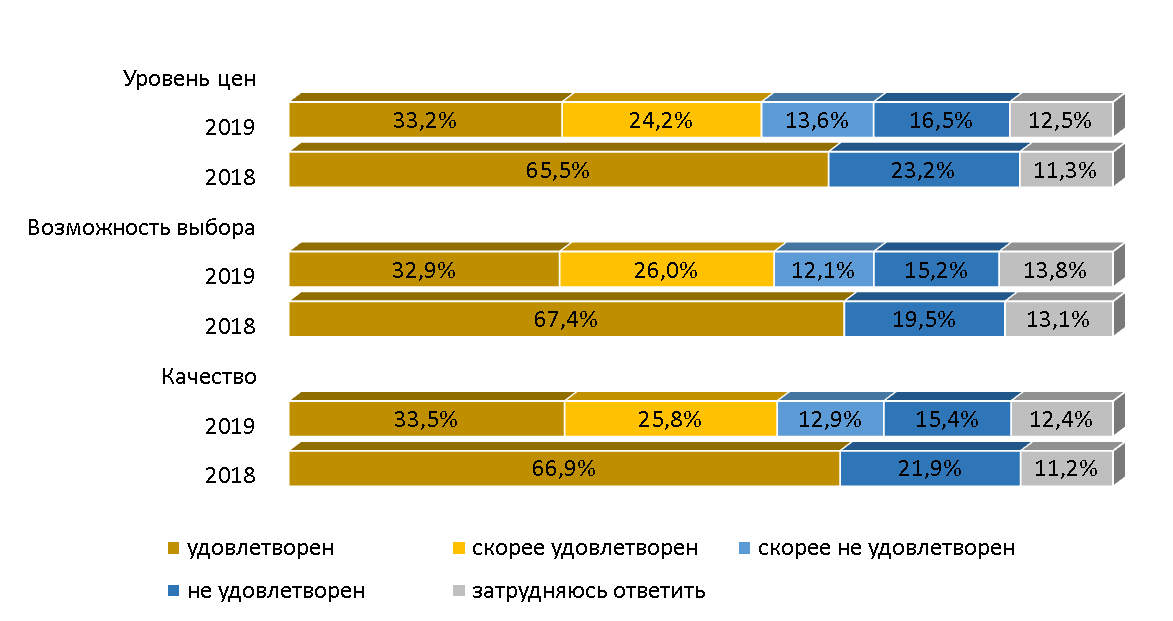 Уровень цен
2019 33,2% 24,2% 13,6% 16,5% 12,5%
2018 65,5% 23,2% 11,3%
Возможность выбора
2019 32,9% 26,0% 12,1% 15,2% 13,8%
2018 67,4% 19,5% 13,1%
Качество
2019 33,5% 25,8% 12,9% 15,4% 12,4%
2018 66,9% 21,9% 11,2%
удовлетворен скорее удовлетворен скорее не удовлетворен
не удовлетворен затрудняюсь ответить